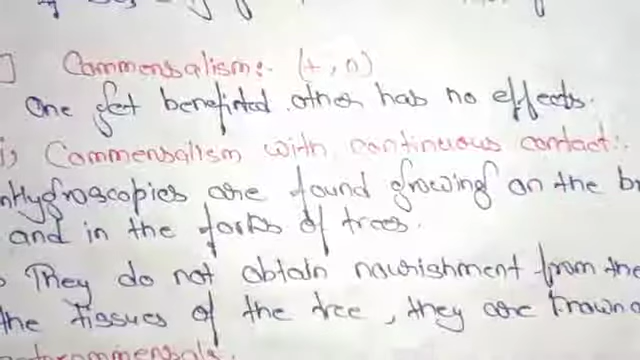 Commensalism:- (+, 0)
One get benefited other has no effects.
i) Commensalism with continuous contact:-
Hygroscopies are found growing on the
and in the forks of trees.
They do not obtain nourishment from the
the tissues of the tree, they are known